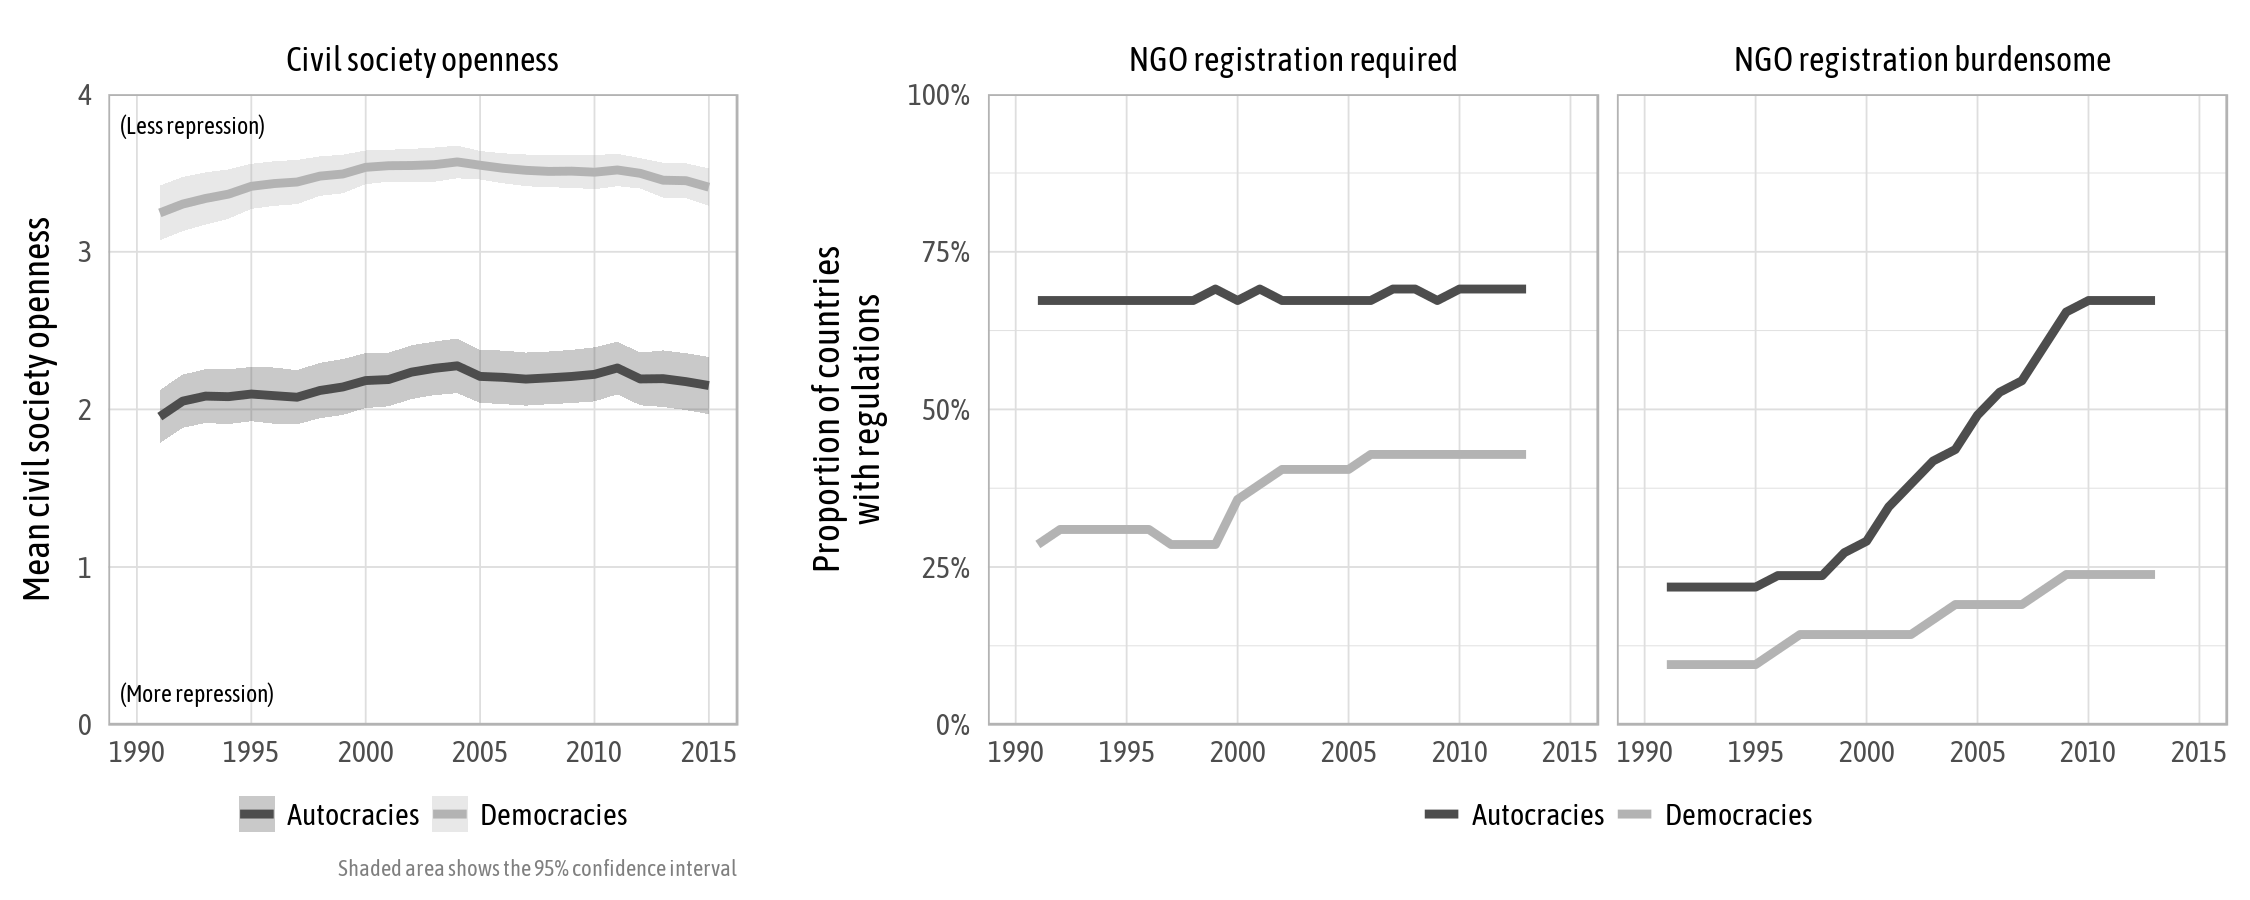 Civil society openness
Mean civil society openness
4
3
2
1
0
(Less repression)
(More repression)
1990 1995 2000 2005 2010 2015
Autocracies Democracies
Shaded area shows the 95% confidence interval
NGO registration required
NGO registration burdensome
Proportion of countries
with regulations
100%
75%
50%
25%
0%
1990 1995 2000 2005 2010 2015
1990 1995 2000 2005 2010 2015
Autocracies Democracies